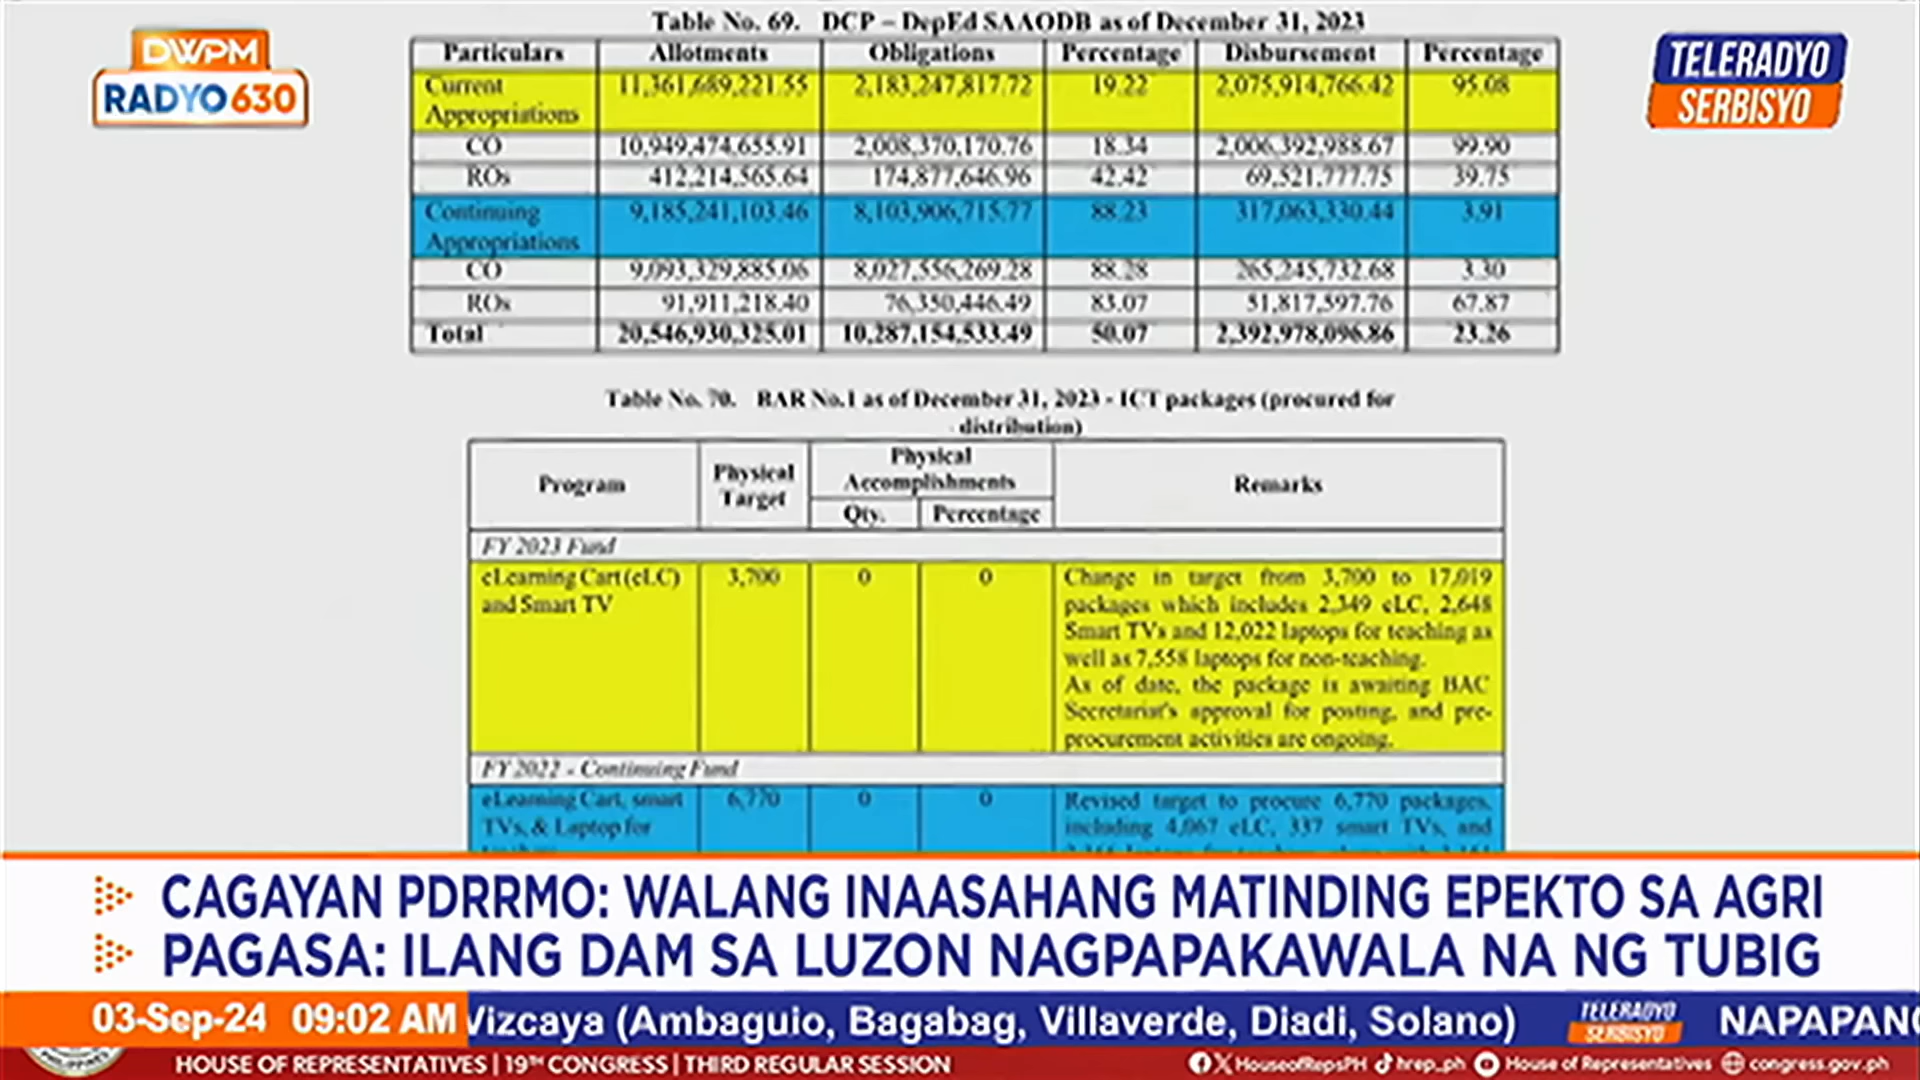 DWPM
RADYO 630
TELERADYO
SERBISYO
Table No. 69. DCP – DepEd SAAODB as of December 31, 2023
Particulars Allotments Obligations Percentage Disbursement Percentage
Current Appropriations 11,361,689,221.55 2,183,247,817.72 19.22 2,075,914,766.42 95.08
CO 10,949,474,655.91 2,008,370,170.76 18.34 2,006,392,988.67 99.90
ROs 412,214,565.64 174,877,646.96 42.42 69,521,777.75 39.75
Continuing Appropriations 9,185,241,103.46 8,103,906,715.77 88.23 317,063,330.44 3.91
CO 9,093,329,885.06 8,027,556,269.28 88.28 265,245,732.68 3.30
ROs 91,911,218.40 76,350,446.49 83.07 51,817,597.76 67.87
Total 20,546,930,325.01 10,287,154,533.49 50.07 2,392,978,096.86 23.26
Table No. 70. BAR No.1 as of December 31, 2023 - ICT packages (procured for
distribution)
Program Physical Target Physical Accomplishments Remarks
Qty. Percentage
FY 2023 Fund
eLearning Cart (eLC) 3,700 0 0 Change in target from 3,700 to 17,019
and Smart TV packages which includes 2,349 eLC, 2,648
Smart TVs and 12,022 laptops for teaching as
well as 7,558 laptops for non-teaching.
As of date, the package is awaiting BAC
Secretariat's approval for posting, and pre-
procurement activities are ongoing.
FY 2022 - Continuing Fund
eLearning Cart, smart 6,770 0 0 Revised target to procure 6,770 packages,
TVs, & Laptop for including 4,067 eLC, 337 smart TVs, and
CAGAYAN PDRRMO: WALANG INAASAHANG MATINDING EPEKTO SA AGRI
PAGASA: ILANG DAM SA LUZON NAGPAPAKAWALA NA NG TUBIG
03-Sep-24 09:02 AM Vizcaya (Ambaguio, Bagabag, Villaverde, Diadi, Solano) TELERADYO SERBISYO NAPAPANO
HOUSE OF REPRESENTATIVES | 19TH CONGRESS | THIRD REGULAR SESSION HouseofRepsPH hrep_ph House of Representatives congress.gov.ph